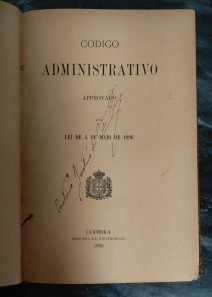 CODIGO
ADMINISTRATIVO
APPROVADO
POR
LEI DE 4 DE MAIO DE 1896
COIMBRA
IMPRENSA DA UNIVERSIDADE
1896